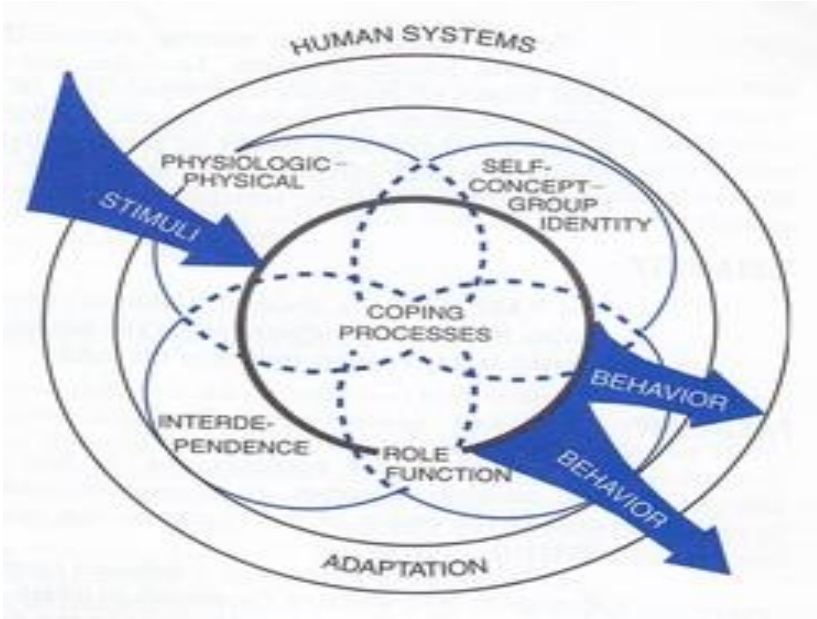 HUMAN SYSTEMS
PHYSIOLOGIC–
PHYSICAL
SELF-
CONCEPT–
GROUP
IDENTITY
STIMULI
COPING
PROCESSES
BEHAVIOR
INTERDE-
PENDENCE
ROLE
FUNCTION
BEHAVIOR
ADAPTATION